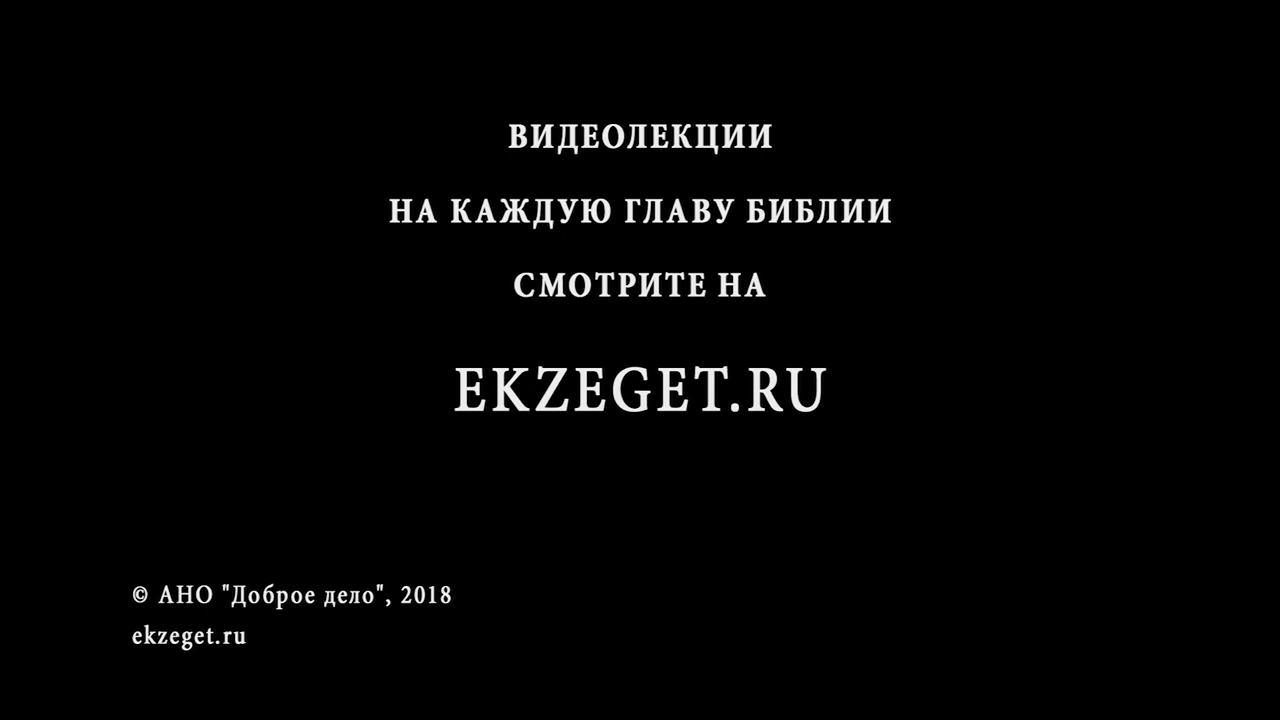 ВИДЕОЛЕКЦИИ
НА КАЖДУЮ ГЛАВУ БИБЛИИ
СМОТРИТЕ НА
EKZEGET.RU
© АНО "Доброе дело", 2018
ekzeget.ru